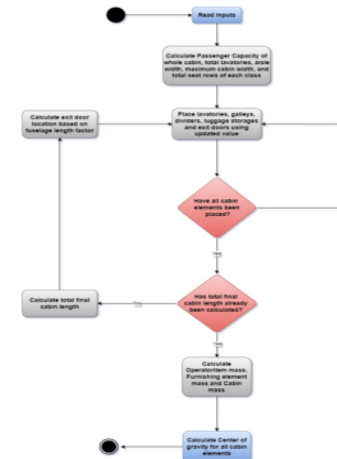 Read Inputs
Calculate Passenger Capacity of
whole cabin, total lavatories, aisle
width, maximum cabin width, and
total seat rows of each class
Calculate exit door
location based on
fuselage length factor
Place lavatories, galleys,
dividers, luggage storages
and exit doors using
updated value
Have all cabin
elements been
placed?
Yes
Calculate total final
cabin length
Has total final
cabin length already
been calculated?
Yes
Calculate
OperatorItem mass,
Furnishing element
mass and Cabin
mass
Calculate Center of
gravity for all cabin
elements